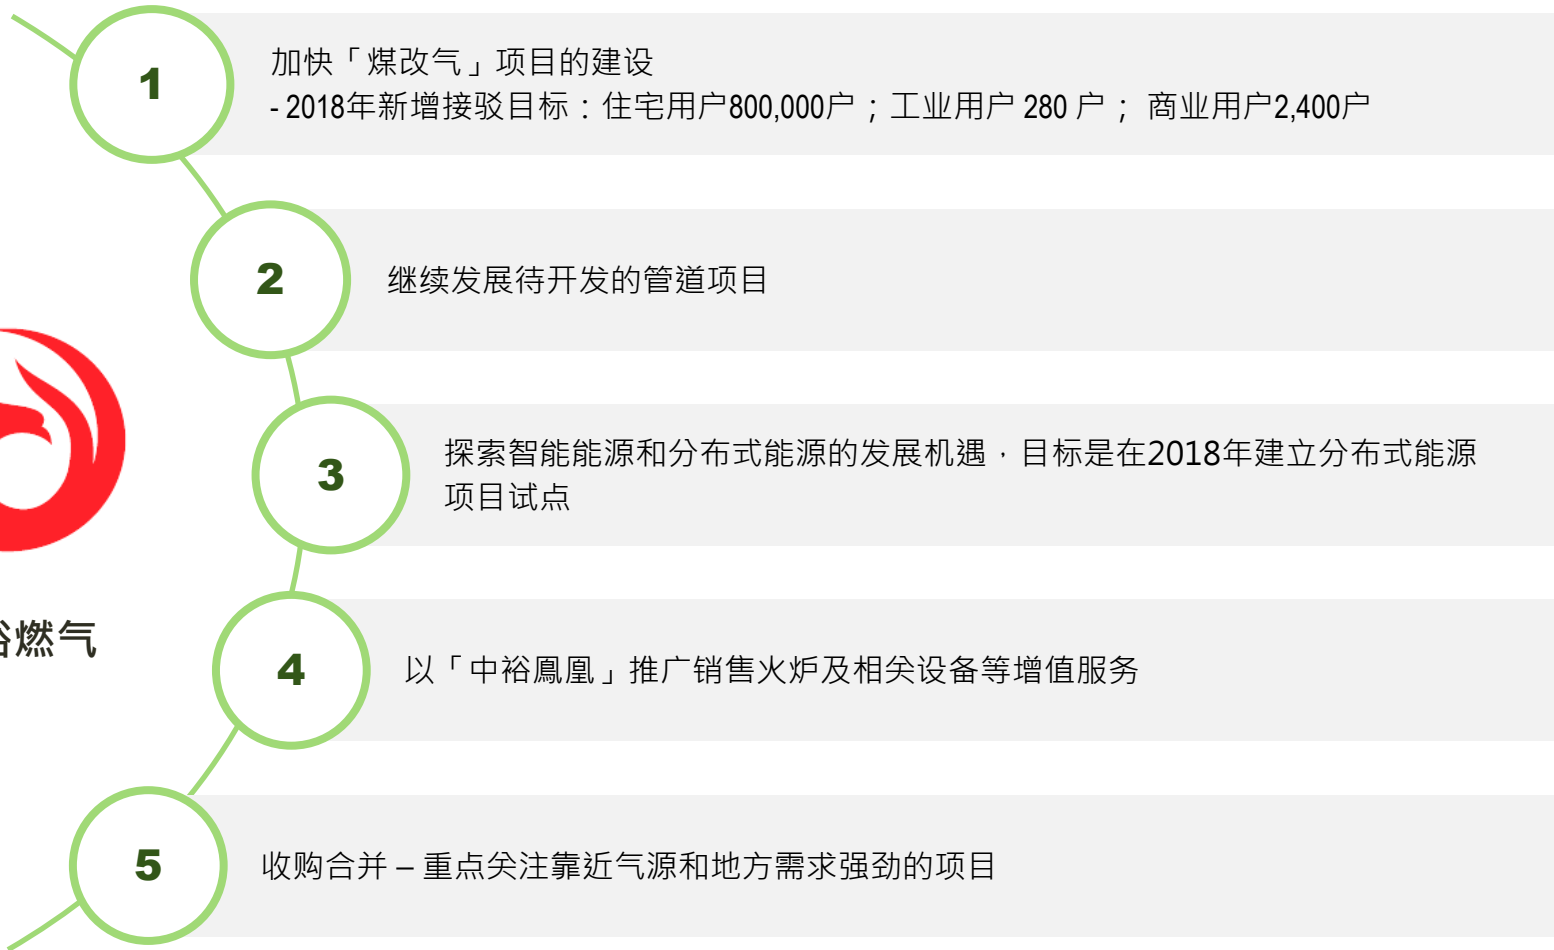 1
加快「煤改气」项目的建设
- 2018年新增接驳目标：住宅用户800,000户；工业用户 280 户； 商业用户2,400户
2
继续发展待开发的管道项目
3
探索智能能源和分布式能源的发展机遇，目标是在2018年建立分布式能源
项目试点
燃气
4
以「中裕鳯凰」推广销售火炉及相关设备等增值服务
5
收购合并 – 重点关注靠近气源和地方需求强劲的项目